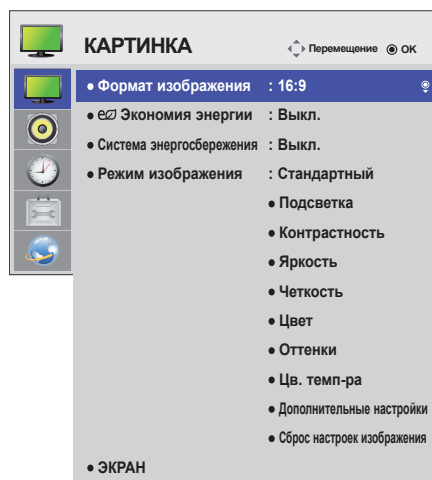 КАРТИНКА Перемещение OK
• Формат изображения : 16:9
• Экономия энергии : Выкл.
• Система энергосбережения : Выкл.
• Режим изображения : Стандартный
• Подсветка
• Контрастность
• Яркость
• Четкость
• Цвет
• Оттенки
• Цв. темп-ра
• Дополнительные настройки
• Сброс настроек изображения
• ЭКРАН